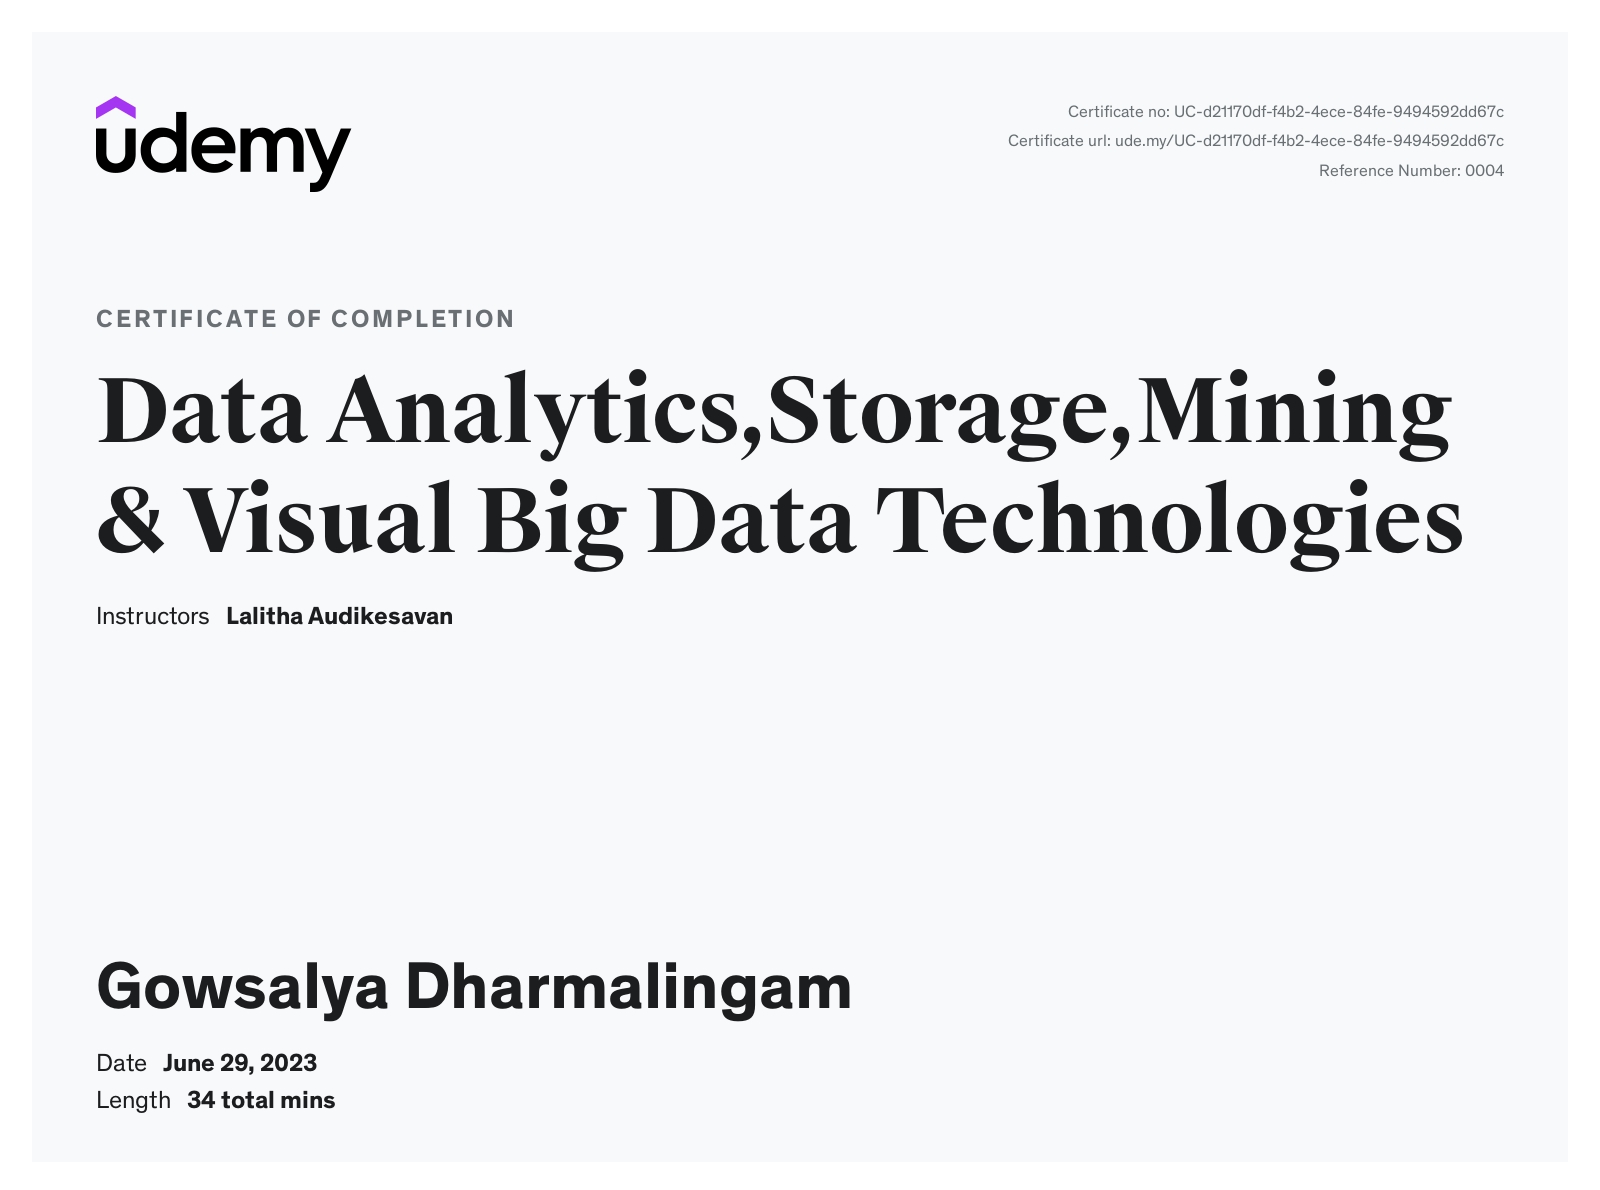 udemy
Certificate no: UC-d21170df-f4b2-4ece-84fe-9494592dd67c
Certificate url: ude.my/UC-d21170df-f4b2-4ece-84fe-9494592dd67c
Reference Number: 0004
CERTIFICATE OF COMPLETION
Data Analytics,Storage,Mining
& Visual Big Data Technologies
Instructors Lalitha Audikesavan
Gowsalya Dharmalingam
Date June 29, 2023
Length 34 total mins